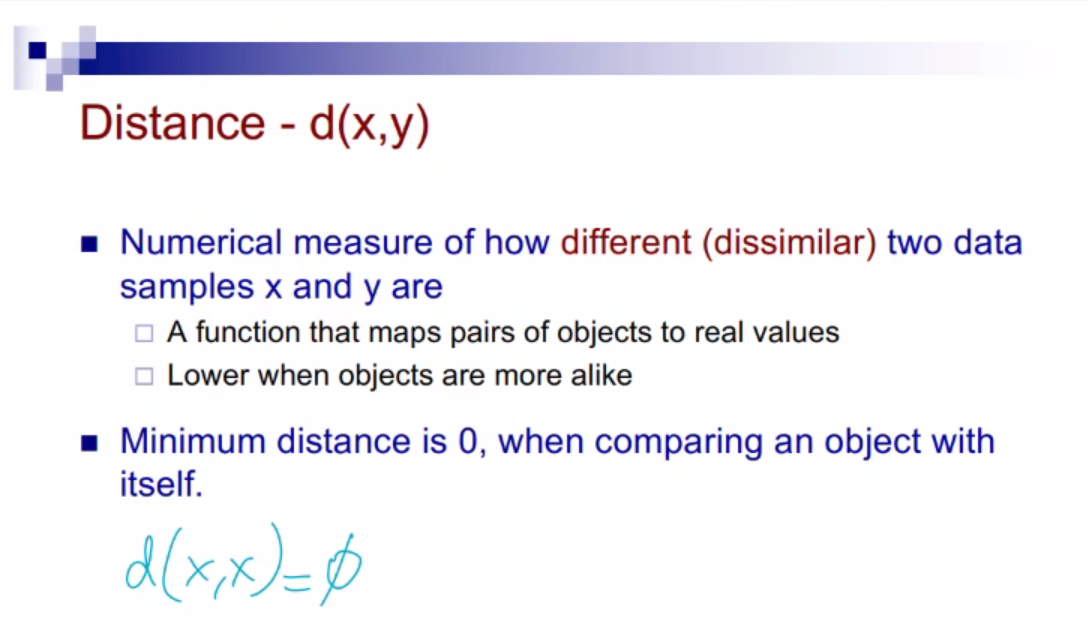 Distance - d(x,y)
Numerical measure of how different (dissimilar) two data
samples x and y are
A function that maps pairs of objects to real values
Lower when objects are more alike
Minimum distance is 0, when comparing an object with
itself.
d(x,x)=∅